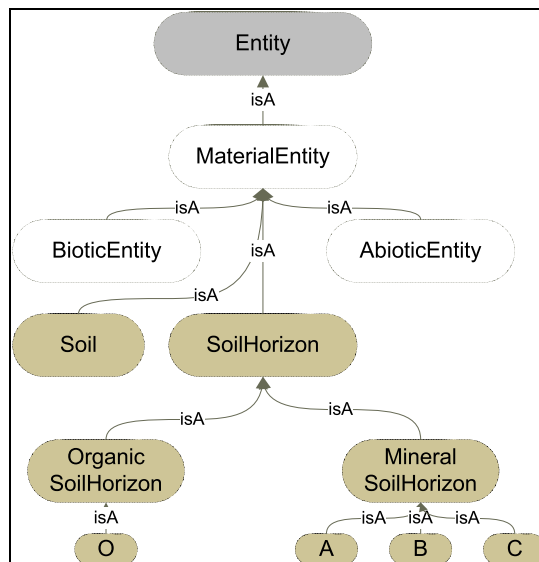 Entity
isA
MaterialEntity
isA
isA
isA
BioticEntity
AbioticEntity
isA
Soil
SoilHorizon
isA
isA
Organic
SoilHorizon
Mineral
SoilHorizon
isA
isA
isA
isA
O
A
B
C